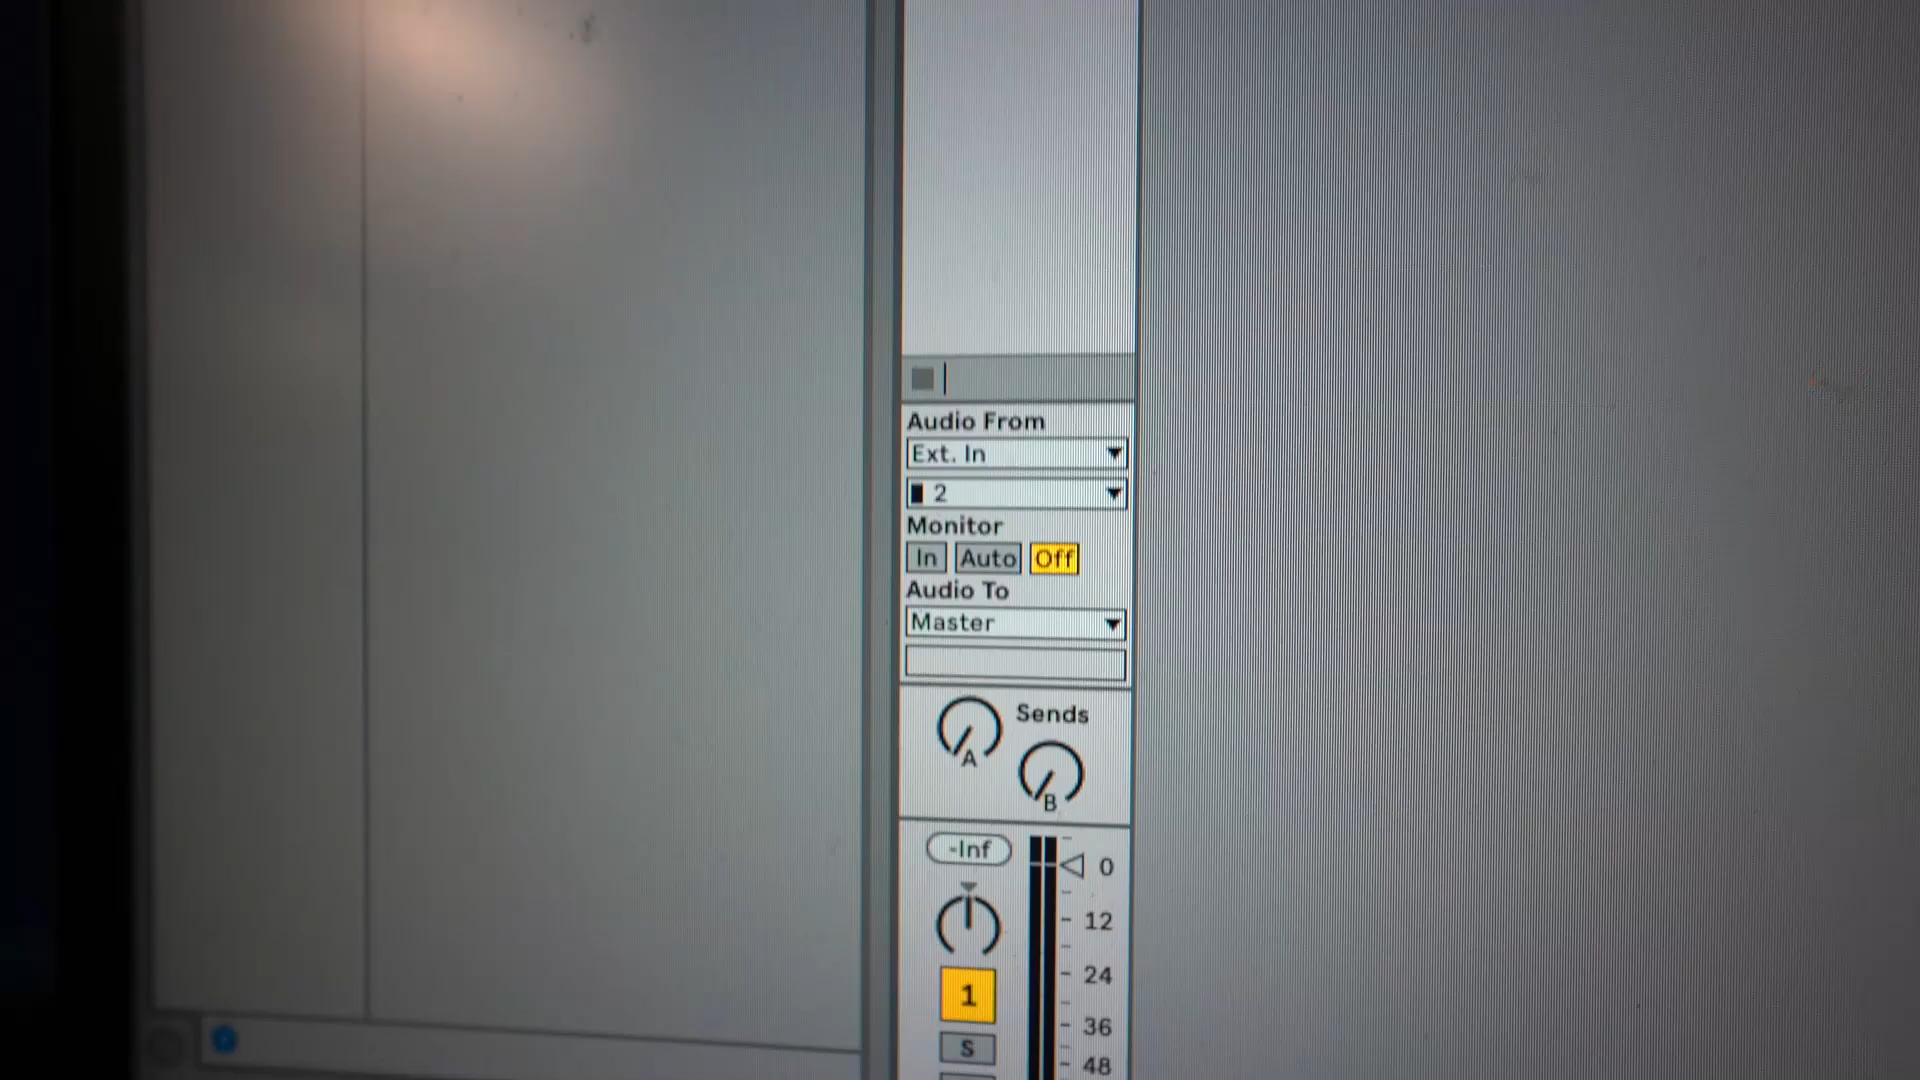 Audio From
Ext. In
2
Monitor
In Auto Off
Audio To
Master
Sends
A
B
-Inf
0
12
1
24
36
S
48